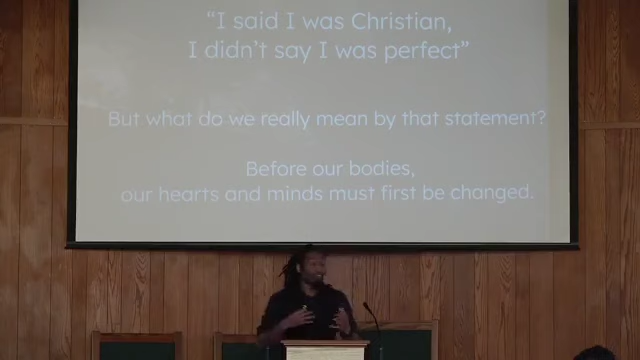 “I said I was Christian,
I didn’t say I was perfect”
But what do we really mean by that statement?
Before our bodies,
our hearts and minds must first be changed.